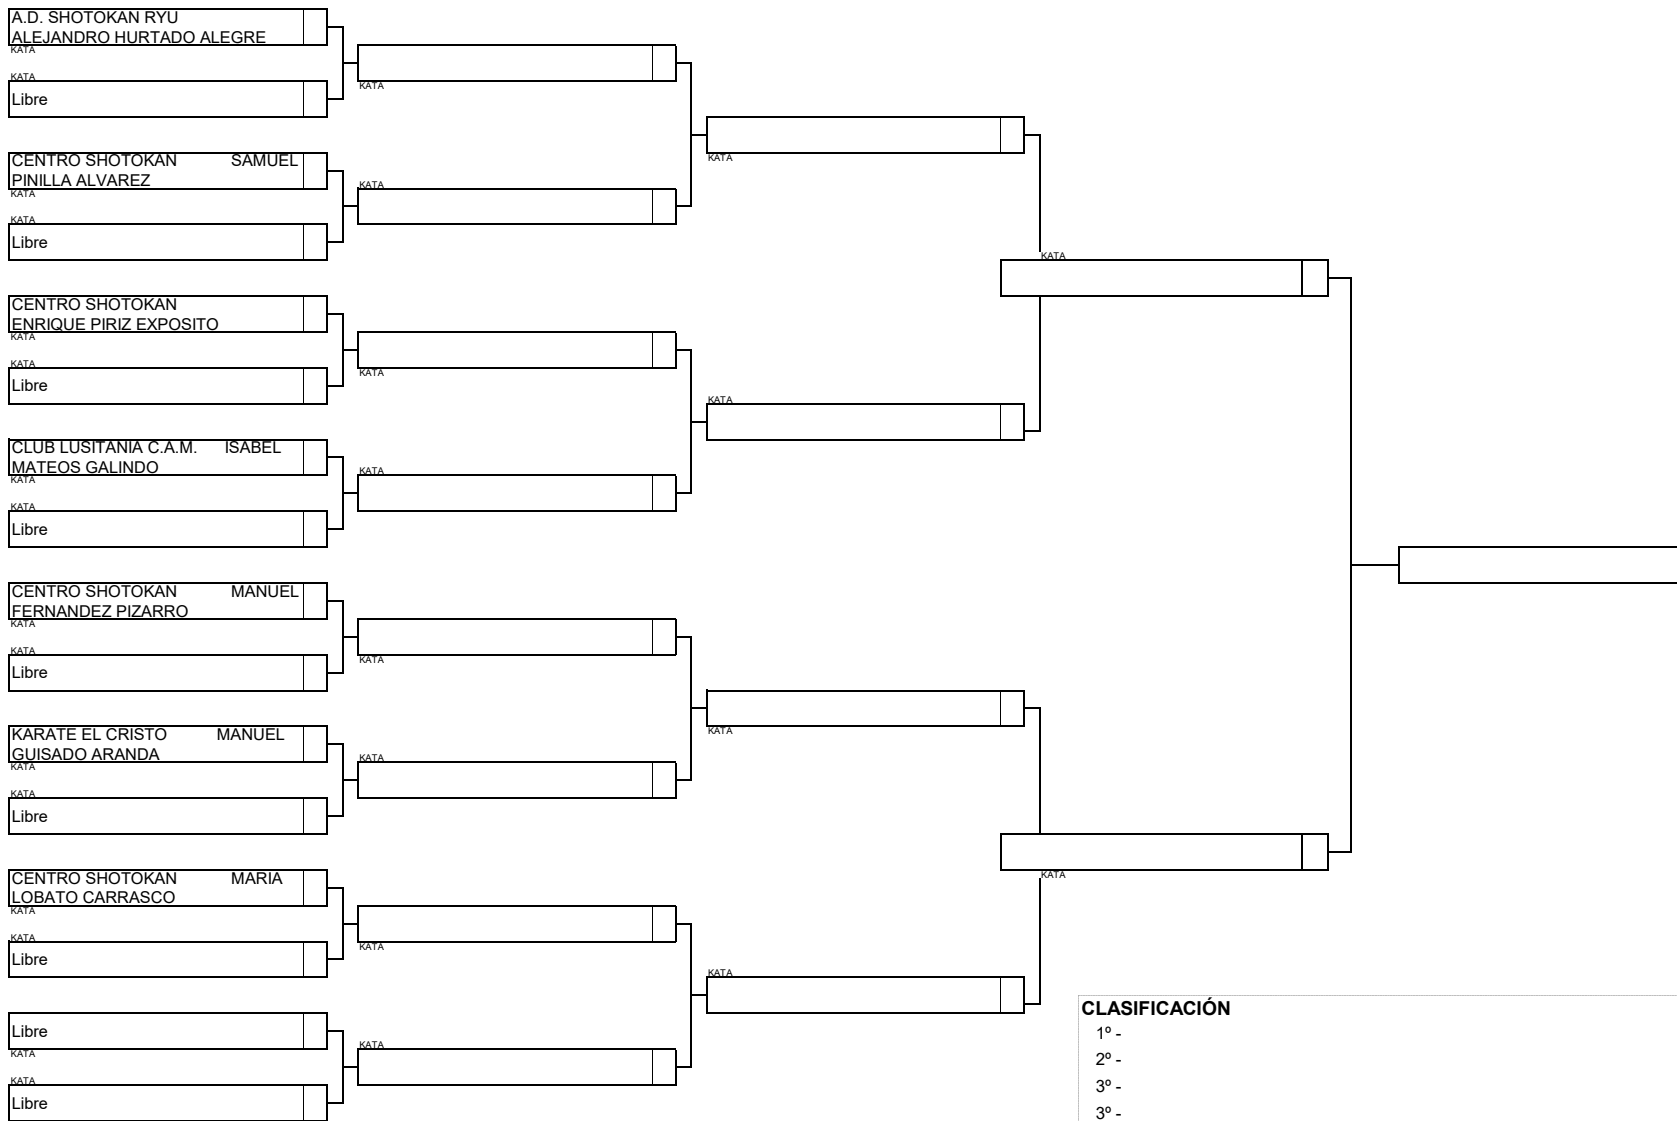 A.D. SHOTOKAN RYU
ALEJANDRO HURTADO ALEGRE
KATA
KATA
KATA
Libre
KATA
CENTRO SHOTOKAN SAMUEL
PINILLA ALVAREZ
KATA
KATA
KATA
Libre
KATA
CENTRO SHOTOKAN
ENRIQUE PIRIZ EXPOSITO
KATA
KATA
KATA
Libre
KATA
CLUB LUSITANIA C.A.M. ISABEL
MATEOS GALINDO
KATA
KATA
KATA
Libre
CENTRO SHOTOKAN MANUEL
FERNANDEZ PIZARRO
KATA
KATA
KATA
Libre
KARATE EL CRISTO MANUEL
GUISADO ARANDA
KATA
KATA
KATA
KATA
Libre
CENTRO SHOTOKAN MARIA
LOBATO CARRASCO
KATA
KATA
KATA
KATA
Libre
KATA
Libre
KATA
KATA
KATA
Libre
CLASIFICACIÓN
1º -
2º -
3º -
3º -